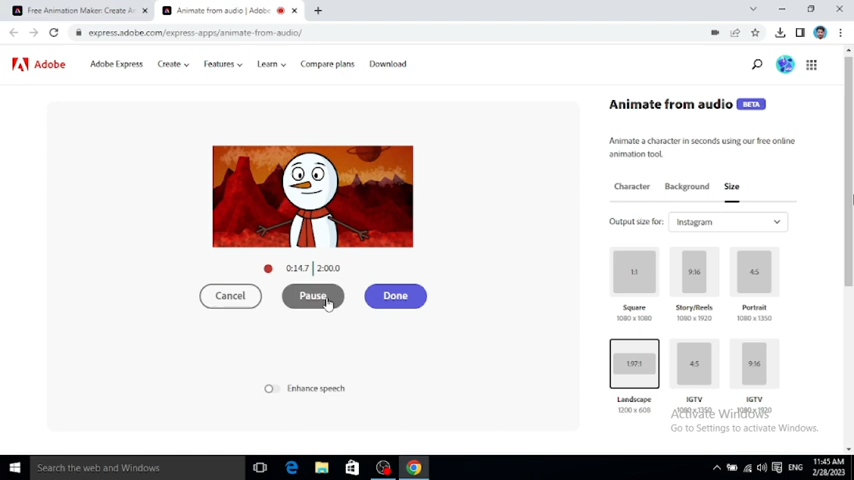 Free Animation Maker: Create An
Animate from audio | Adobe
express.adobe.com/express-apps/animate-from-audio/
Adobe
Adobe Express
Create
Features
Learn
Compare plans
Download
Animate from audio BETA
Animate a character in seconds using our free online
animation tool.
Character
Background
Size
Output size for:
Instagram
1:1
9:16
4:5
Square
Story/Reels
Portrait
1080 x 1080
1080 x 1920
1080 x 1350
1.97:1
4:5
9:16
Landscape
IGTV
IGTV
1200 x 608
1080 x 1350
1080 x 1920
0:14.7 | 2:00.0
Cancel
Pause
Done
Enhance speech
Activate Windows
Go to Settings to activate Windows.
Search the web and Windows
ENG
11:45 AM
2/28/2023